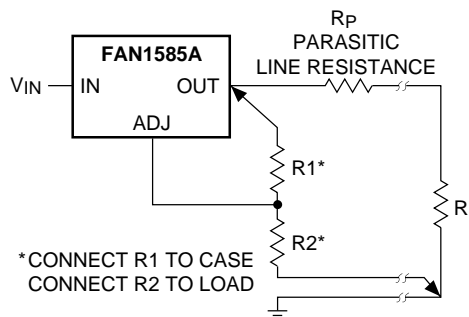 RP
PARASITIC
LINE RESISTANCE
FAN1585A
VIN
IN
OUT
ADJ
R1*
R2*
R
*CONNECT R1 TO CASE
CONNECT R2 TO LOAD